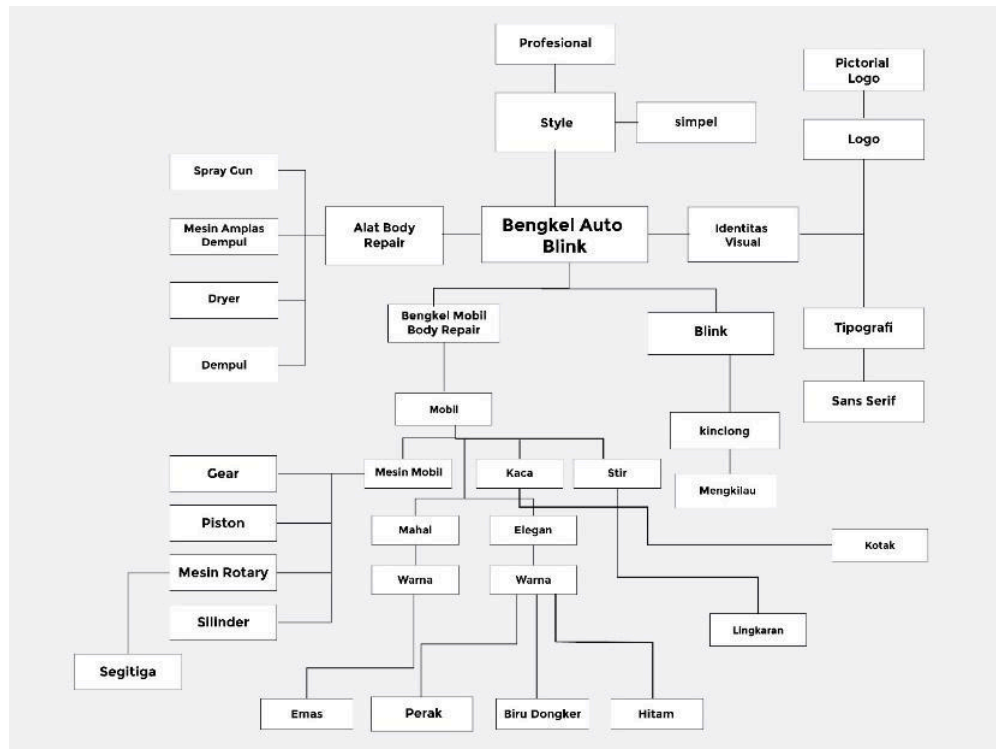 Profesional
Pictorial
Logo
Style
simpel
Logo
Spray Gun
Mesin Amplas
Dempul
Alat Body
Repair
Bengkel Auto
Blink
Identitas
Visual
Dryer
Bengkel Mobil
Body Repair
Blink
Tipografi
Dempul
Sans Serif
Mobil
kinclong
Gear
Mesin Mobil
Kaca
Stir
Mengkilau
Piston
Mahal
Elegan
Kotak
Mesin Rotary
Warna
Warna
Silinder
Lingkaran
Segitiga
Emas
Perak
Biru Dongker
Hitam